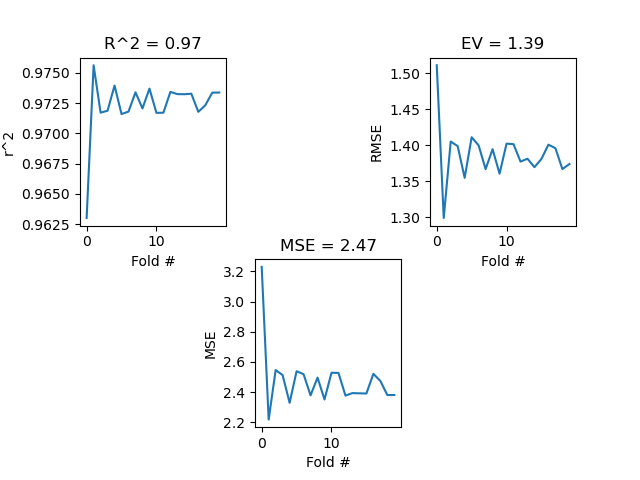 R^2 = 0.97
r^2
0.9750
0.9725
0.9700
0.9675
0.9650
0.9625
0 10
Fold #
EV = 1.39
RMSE
1.50
1.45
1.40
1.35
1.30
0 10
Fold #
MSE = 2.47
MSE
3.2
3.0
2.8
2.6
2.4
2.2
0 10
Fold #